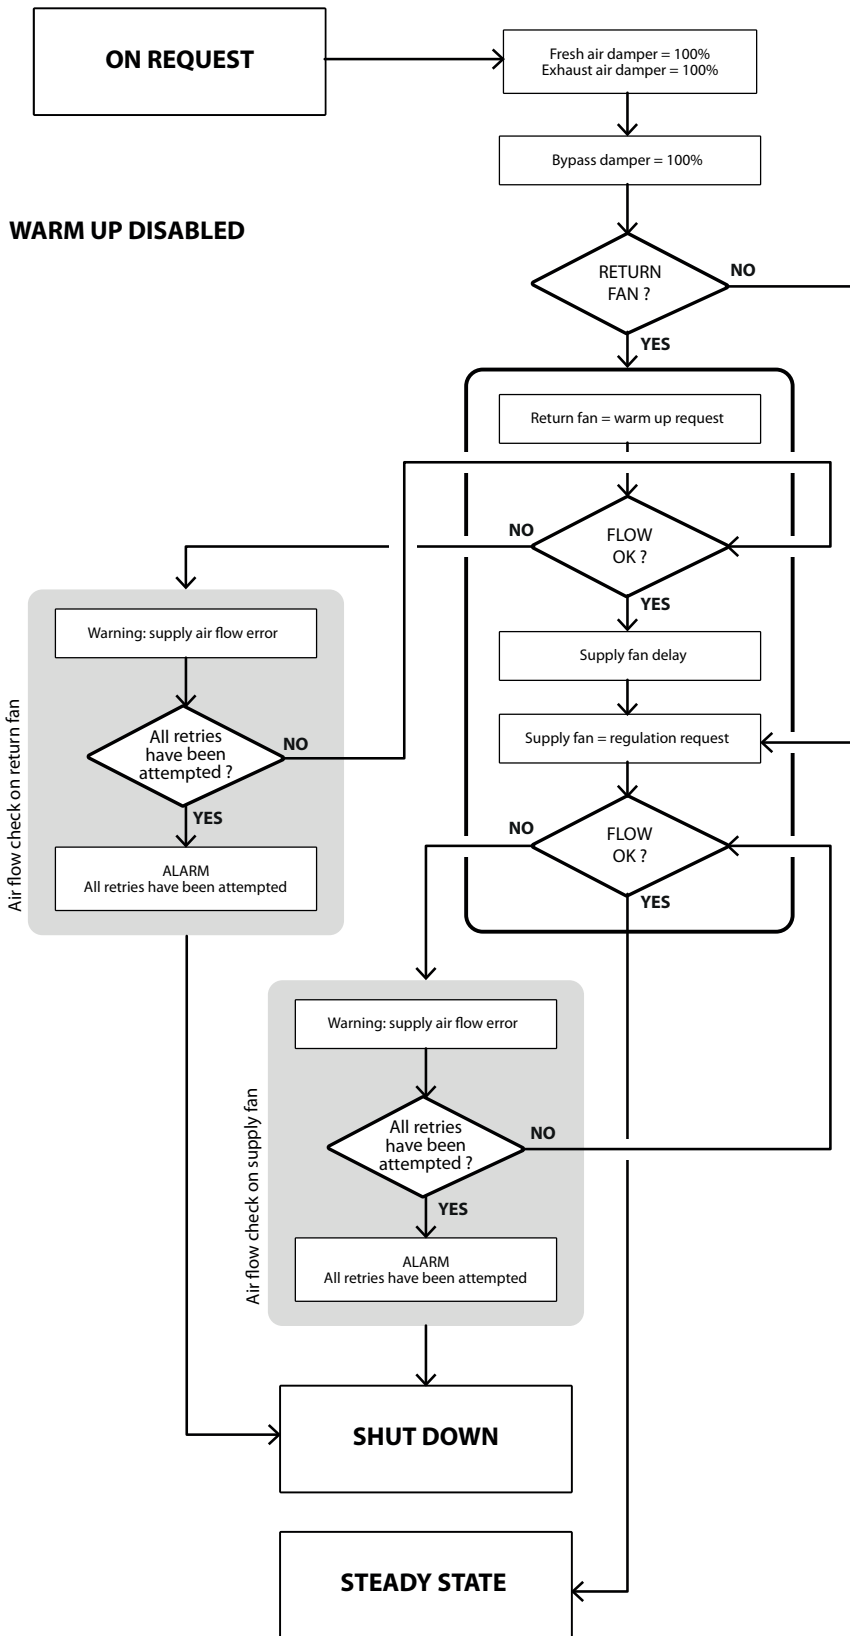 ON REQUEST
Fresh air damper = 100%
Exhaust air damper = 100%
Bypass damper = 100%
WARM UP DISABLED
RETURN
FAN ?
NO
YES
Return fan = warm up request
FLOW
OK ?
NO
YES
Air flow check on return fan
Warning: supply air flow error
All retries
have been
attempted ?
NO
YES
ALARM
All retries have been attempted
Supply fan delay
Supply fan = regulation request
FLOW
OK ?
NO
YES
Air flow check on supply fan
Warning: supply air flow error
All retries
have been
attempted ?
NO
YES
ALARM
All retries have been attempted
SHUT DOWN
STEADY STATE